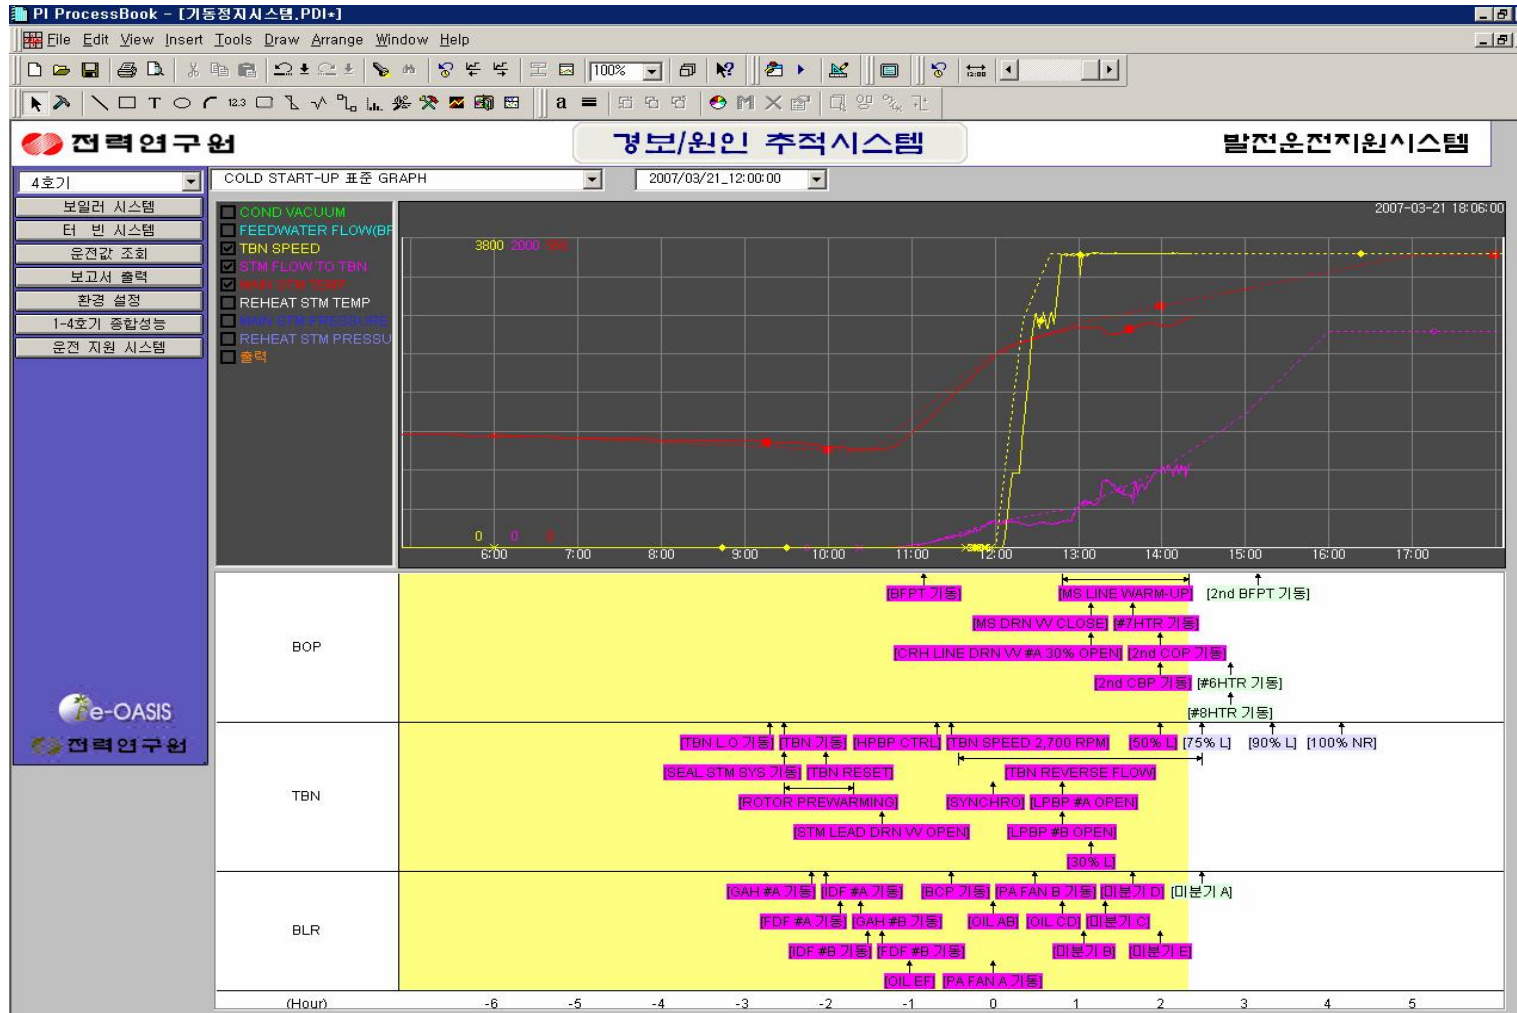 PI ProcessBook - [기동정지시스템.PDI*]
File Edit View Insert Tools Draw Arrange Window Help
100%
전력연구원 경보/원인 추적시스템 발전운전지원시스템
4호기 COLD START-UP 표준 GRAPH 2007/03/21_12:00:00
보일러 시스템
터 빈 시스템
운전값 조회
보고서 출력
환경 설정
1-4호기 종합성능
운전 지원 시스템
e-OASIS
전력연구원
COND VACUUM
FEEDWATER FLOW(BF
TBN SPEED
STM FLOW TO TBN
MAIN STM TEMP
REHEAT STM TEMP
MAIN STM PRESSURE
REHEAT STM PRESSU
출력
2007-03-21 18:06:00
3800 2000
0 0 0
6:00 7:00 8:00 9:00 10:00 11:00 12:00 13:00 14:00 15:00 16:00 17:00
BOP
[BFPT 기동] [MS LINE WARM-UP] [2nd BFPT 기동]
[MS DRN VV CLOSE] [#7HTR 기동]
[CRH LINE DRN VV #A 30% OPEN] [2nd COP 기동]
[2nd CBP 기동] [#6HTR 기동]
[#8HTR 기동]
TBN
[TBN L.O 기동] [TBN 기동] [HPBP CTRL] [TBN SPEED 2,700 RPM] [50% L] [75% L] [90% L] [100% NR]
[SEAL STM SYS 기동] [TBN RESET] [TBN REVERSE FLOW]
[ROTOR PREWARMING] [SYNCHRO] [LPBP #A OPEN]
[STM LEAD DRN VV OPEN] [LPBP #B OPEN]
[30% L]
BLR
[GAH #A 기동] [IDF #A 기동] [BCP 기동] [PA FAN B 기동] [미분기 D] [미분기 A]
[FDF #A 기동] [GAH #B 기동] [OIL AB] [OIL CD] [미분기 C]
[IDF #B 기동] [FDF #B 기동] [미분기 B] [미분기 E]
[OIL EF] [PA FAN A 기동]
(Hour) -6 -5 -4 -3 -2 -1 0 1 2 3 4 5